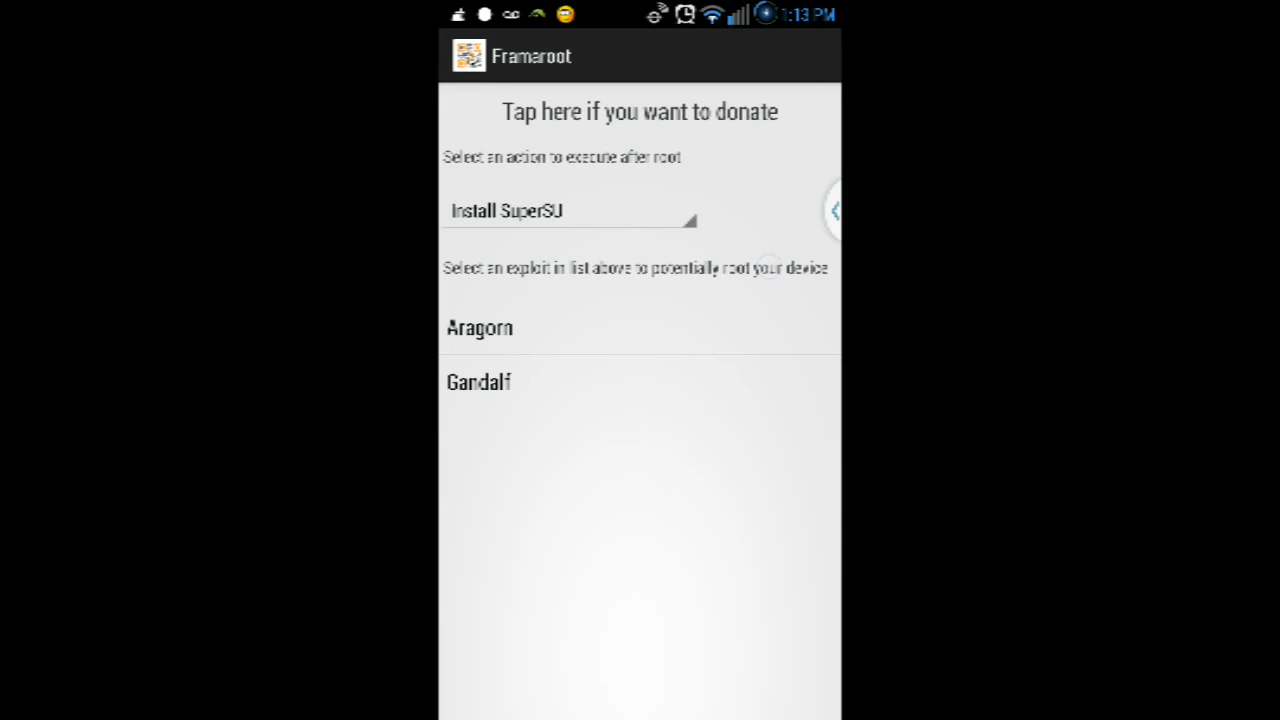 1:13 PM
Framaroot
Tap here if you want to donate
Select an action to execute after root
Install SuperSU
Select an exploit in list above to potentially root your device
Aragorn
Gandalf